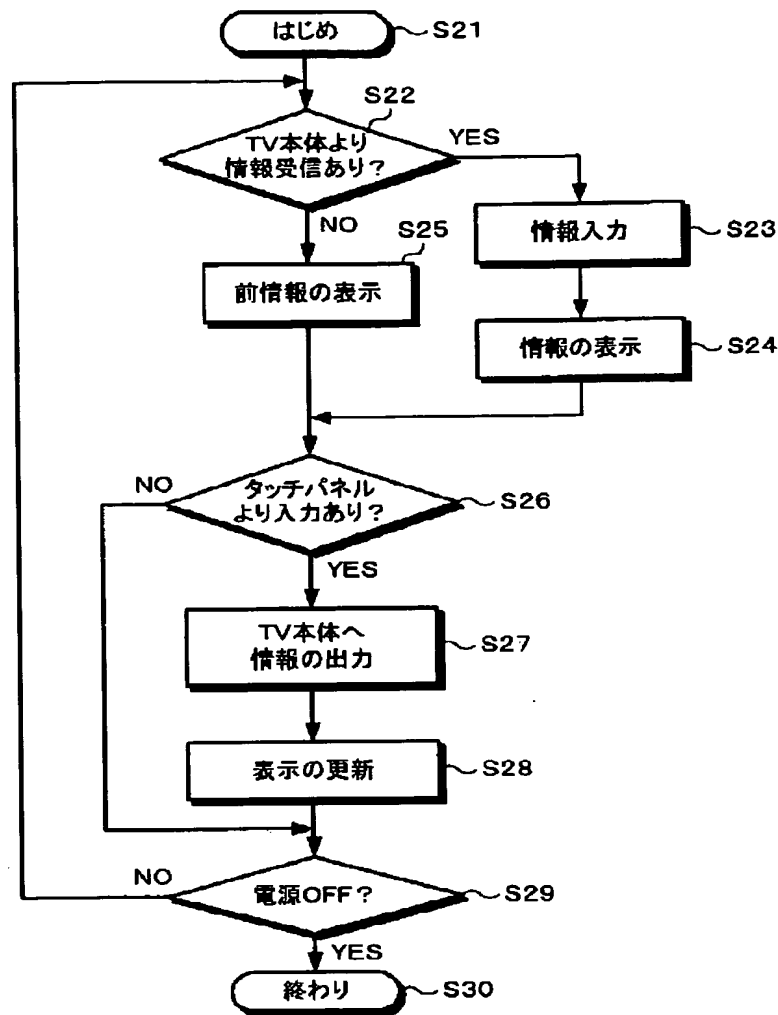 はじめ
S21
S22
TV本体より
情報受信あり?
YES
NO
情報入力
S23
S25
前情報の表示
情報の表示
S24
NO
タッチパネル
より入力あり?
S26
YES
TV本体へ
情報の出力
S27
表示の更新
S28
NO
電源OFF?
S29
YES
終わり
S30